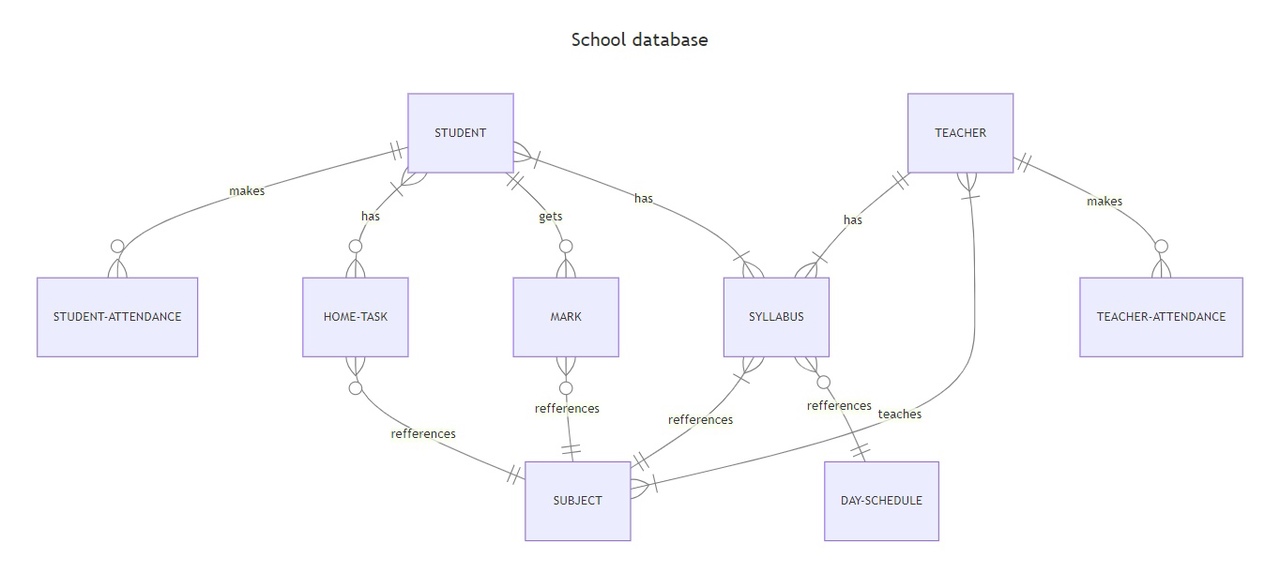 School database
STUDENT
TEACHER
makes
has
gets
has
has
makes
STUDENT-ATTENDANCE
HOME-TASK
MARK
SYLLABUS
TEACHER-ATTENDANCE
refferences
refferences
refferences
refferences
teaches
SUBJECT
DAY-SCHEDULE